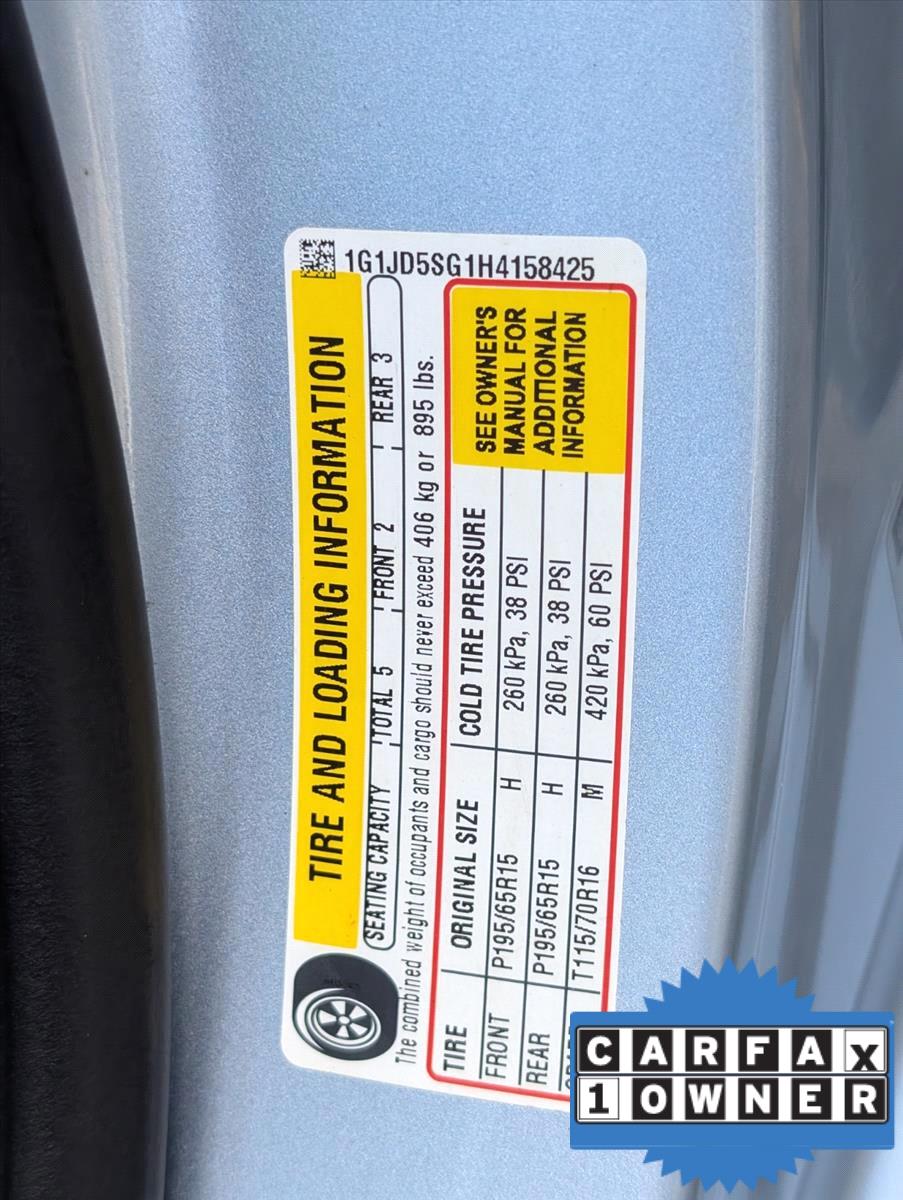 1G1JD5SG1H4158425
TIRE AND LOADING INFORMATION
SEATING CAPACITY TOTAL 5 FRONT 2 REAR 3
The combined weight of occupants and cargo should never exceed 406 kg or 895 lbs.
TIRE ORIGINAL SIZE COLD TIRE PRESSURE
FRONT P195/65R15 H 260 kPa, 38 PSI
REAR P195/65R15 H 260 kPa, 38 PSI
T115/70R16 M 420 kPa, 60 PSI
SEE OWNER'S
MANUAL FOR
ADDITIONAL
INFORMATION
CARFAX
1 OWNER